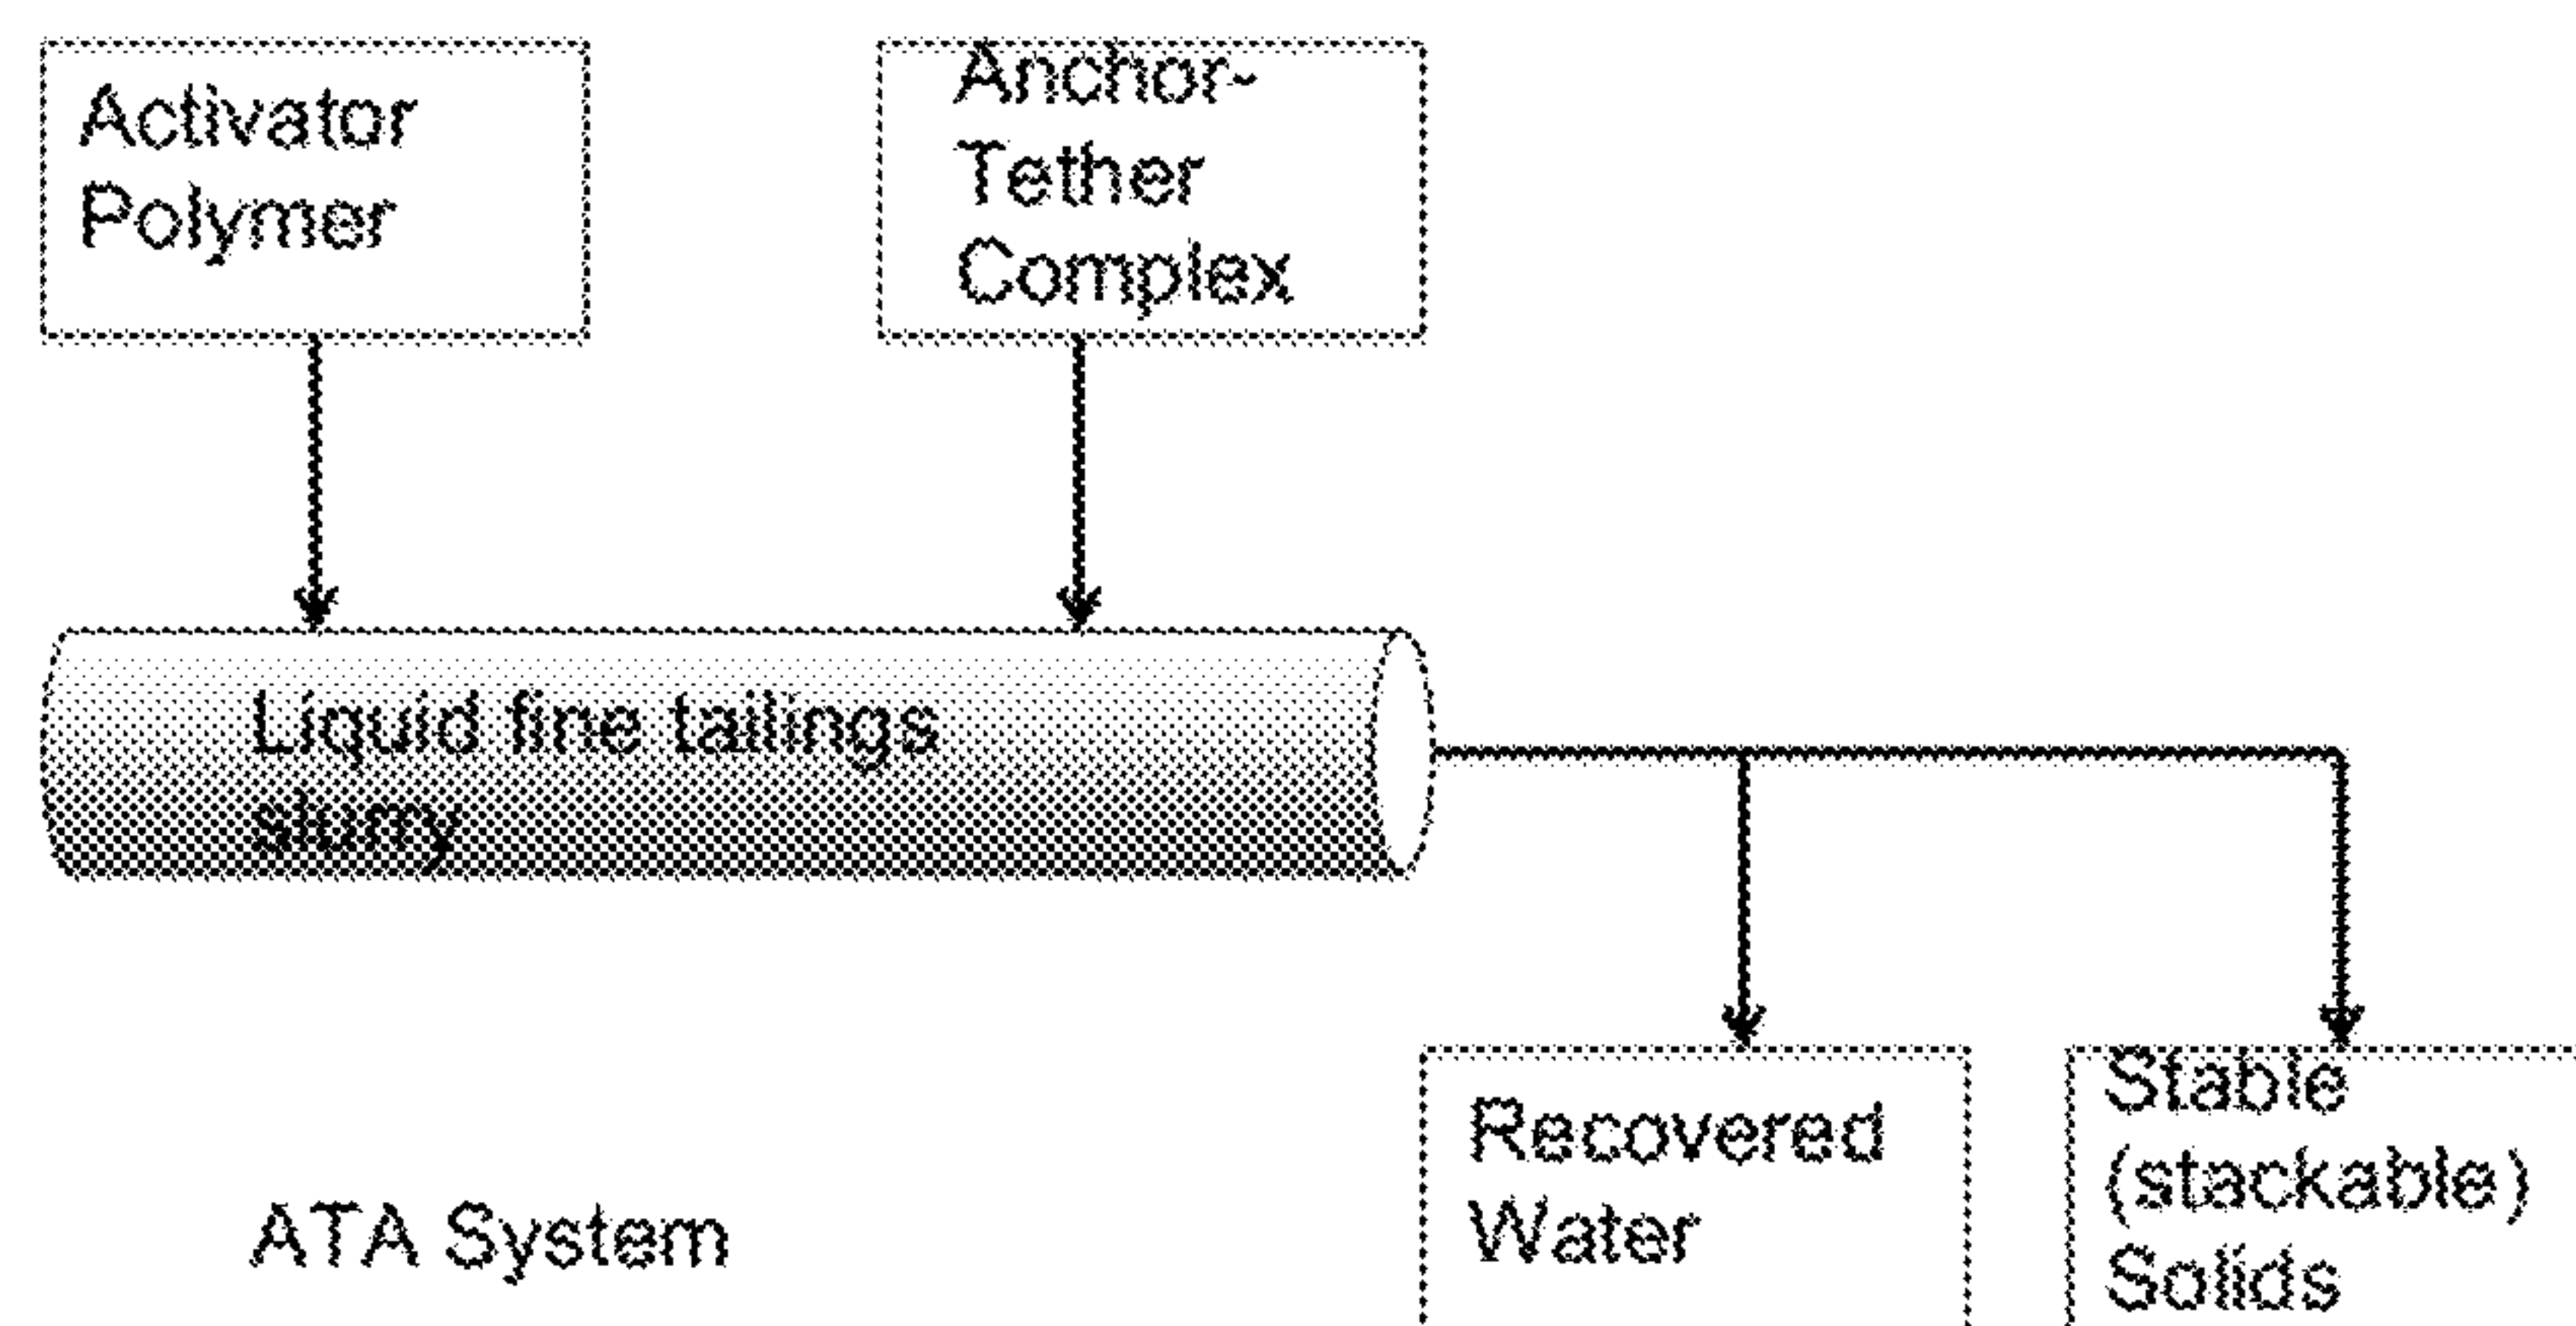 Activator
Polymer
Anchor-
Tether
Complex
Liquid fine tailings
slurry
Recovered
Water
Stable
(stackable)
Solids
ATA System